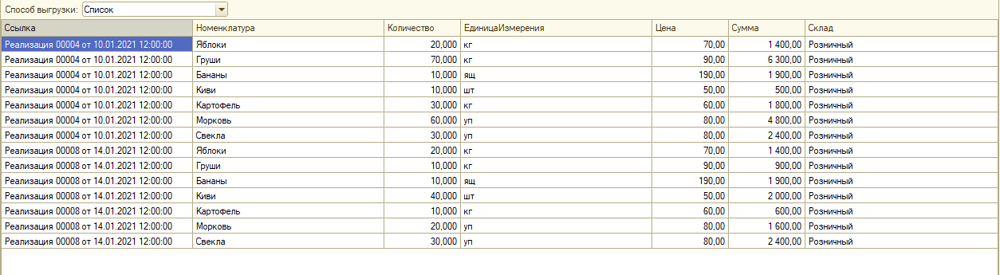 Способ выгрузки: Список
Ссылка Номенклатура Количество ЕдиницаИзмерения Цена Сумма Склад
Реализация 00004 от 10.01.2021 12:00:00 Яблоки 20,000 кг 70,00 1 400,00 Розничный
Реализация 00004 от 10.01.2021 12:00:00 Груши 70,000 кг 90,00 6 300,00 Розничный
Реализация 00004 от 10.01.2021 12:00:00 Бананы 10,000 ящ 190,00 1 900,00 Розничный
Реализация 00004 от 10.01.2021 12:00:00 Киви 10,000 шт 50,00 500,00 Розничный
Реализация 00004 от 10.01.2021 12:00:00 Картофель 30,000 кг 60,00 1 800,00 Розничный
Реализация 00004 от 10.01.2021 12:00:00 Морковь 60,000 уп 80,00 4 800,00 Розничный
Реализация 00004 от 10.01.2021 12:00:00 Свекла 30,000 уп 80,00 2 400,00 Розничный
Реализация 00008 от 14.01.2021 12:00:00 Яблоки 20,000 кг 70,00 1 400,00 Розничный
Реализация 00008 от 14.01.2021 12:00:00 Груши 10,000 кг 90,00 900,00 Розничный
Реализация 00008 от 14.01.2021 12:00:00 Бананы 10,000 ящ 190,00 1 900,00 Розничный
Реализация 00008 от 14.01.2021 12:00:00 Киви 40,000 шт 50,00 2 000,00 Розничный
Реализация 00008 от 14.01.2021 12:00:00 Картофель 10,000 кг 60,00 600,00 Розничный
Реализация 00008 от 14.01.2021 12:00:00 Морковь 20,000 уп 80,00 1 600,00 Розничный
Реализация 00008 от 14.01.2021 12:00:00 Свекла 30,000 уп 80,00 2 400,00 Розничный